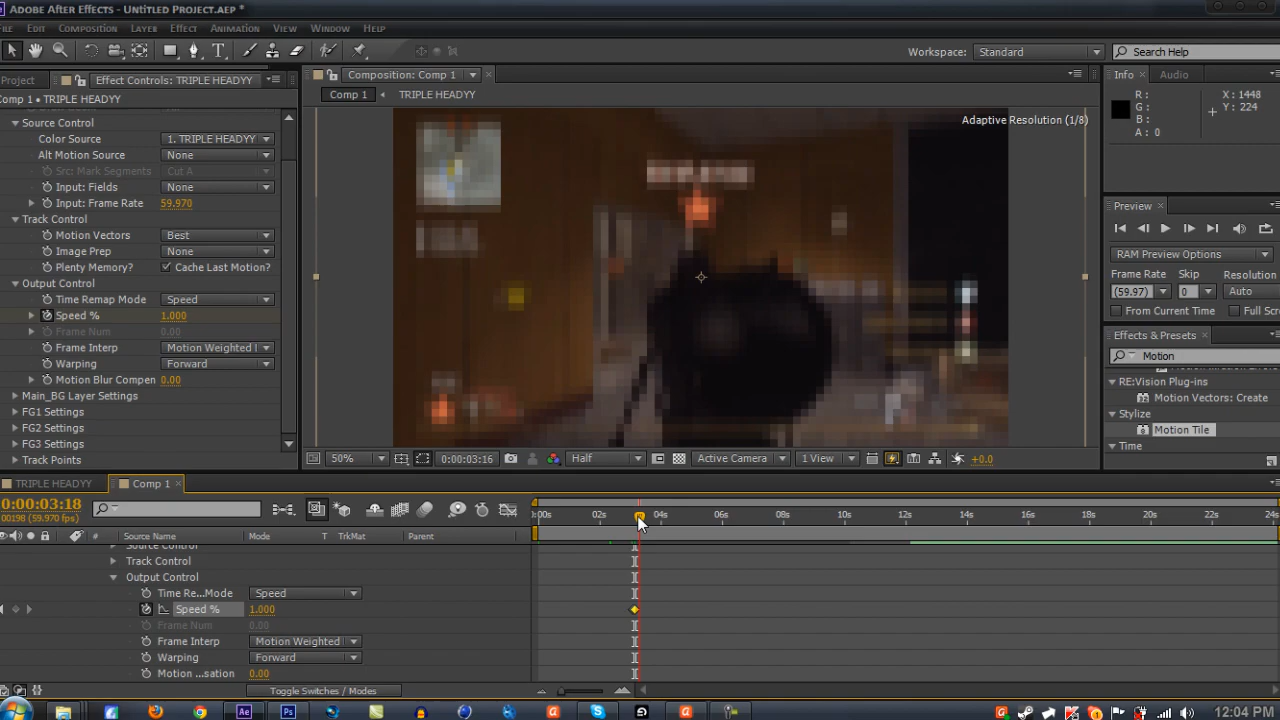 Adobe After Effects - Untitled Project.aep *
File Edit Composition Layer Effect Animation View Window Help
Workspace: Standard Search Help
Project Effect Controls: TRIPLE HEADYY
Composition: Comp 1
Info Audio
Comp 1 • TRIPLE HEADYY
Comp 1 TRIPLE HEADYY
Source Control
Color Source 1. TRIPLE HEADYY
Alt Motion Source None
Src: Mark Segments Cut A
Input: Fields None
Input: Frame Rate 59.970
Track Control
Motion Vectors Best
Image Prep None
Plenty Memory? Cache Last Motion?
Output Control
Time Remap Mode Speed
Speed % 1.000
Frame Num 0.00
Frame Interp Motion Weighted
Warping Forward
Motion Blur Compen 0.00
Main_BG Layer Settings
FG1 Settings
FG2 Settings
FG3 Settings
Track Points
Adaptive Resolution (1/8)
50% 0:00:03:16 Half Active Camera 1 View +0.0
R:
G:
B:
A: 0
X: 1448
Y: 224
Preview
RAM Preview Options
Frame Rate Skip Resolution
(59.97) 0 Auto
From Current Time Full Scre
Effects & Presets
Motion
RE:Vision Plug-ins
Motion Vectors: Create
Stylize
Motion Tile
Time
TRIPLE HEADYY Comp 1
0:00:03:18
00198 (59.970 fps)
:00s 02s 04s 06s 08s 10s 12s 14s 16s 18s 20s 22s 24s
# Source Name Mode T TrkMat Parent
Source Control
Track Control
Output Control
Time Re...Mode Speed
Speed % 1.000
Frame Num 0.00
Frame Interp Motion Weighted
Warping Forward
Motion ...sation 0.00
Toggle Switches / Modes
12:04 PM